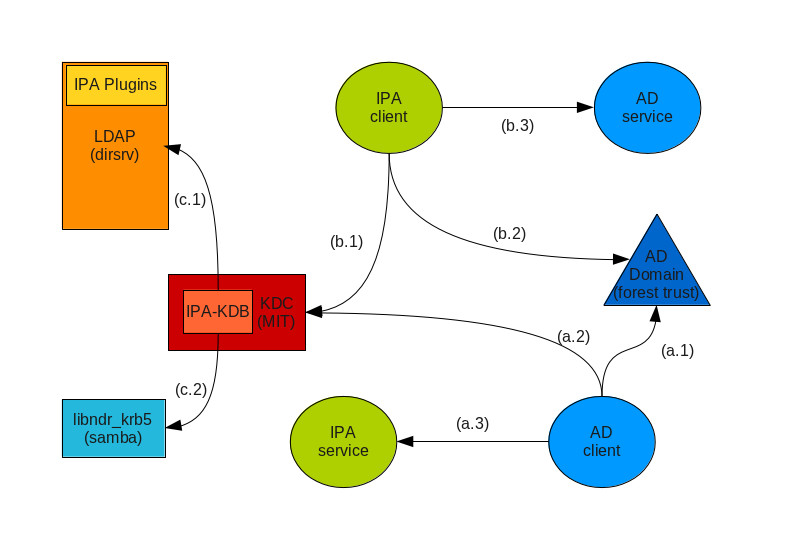 IPA Plugins
LDAP
(dirsrv)
IPA
client
AD
service
(b.3)
(c.1)
(b.1)
(b.2)
AD
Domain
(forest trust)
IPA-KDB
KDC
(MIT)
(a.2)
(a.1)
(c.2)
libndr_krb5
(samba)
IPA
service
(a.3)
AD
client